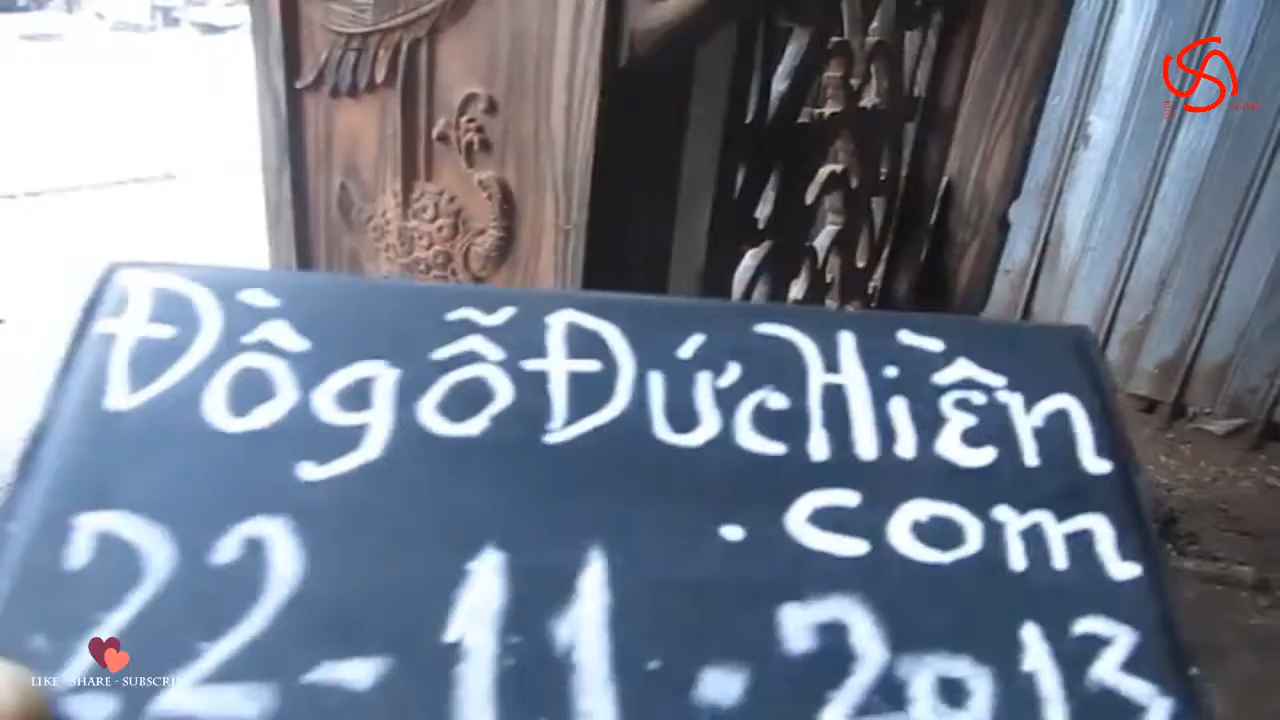 ĐồgỗĐứcHiền
.com
22-11-2013
LIKE - SHARE - SUBSCRI